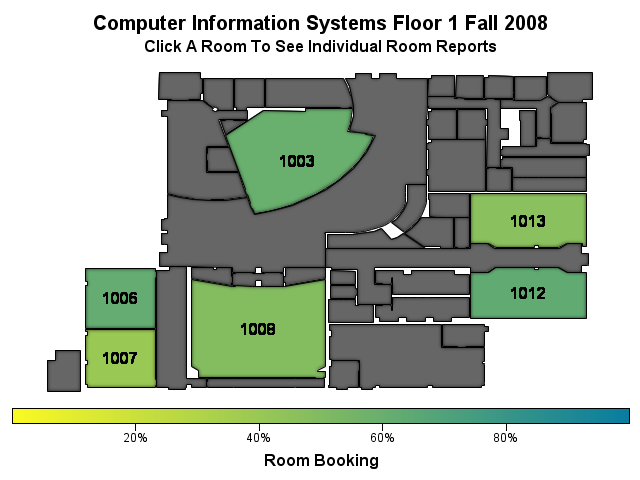 Computer Information Systems Floor 1 Fall 2008
Click A Room To See Individual Room Reports
1003
1013
1006
1012
1008
1007
20% 40% 60% 80%
Room Booking